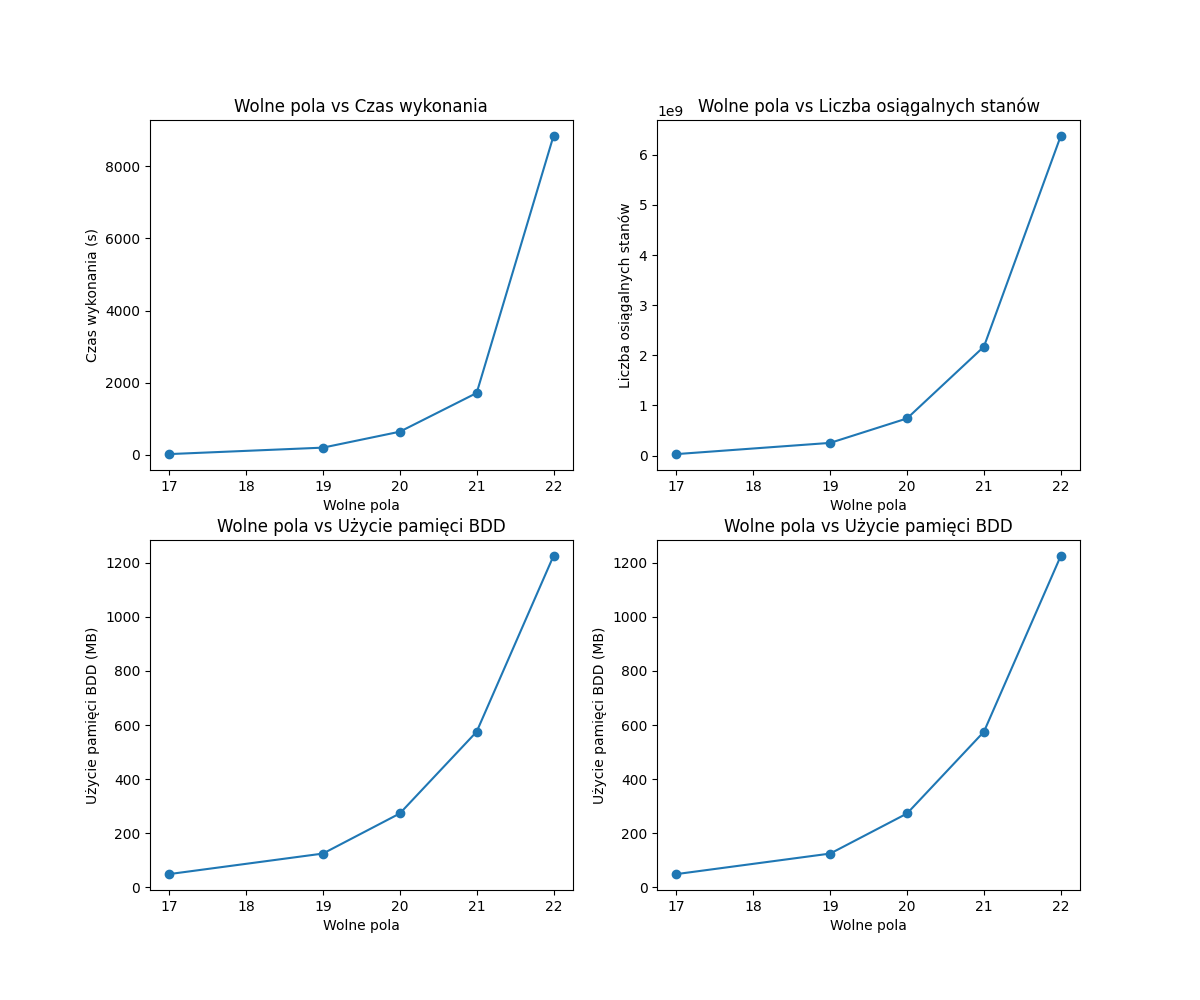 Wolne pola vs Czas wykonania
Czas wykonania (s)
8000
6000
4000
2000
0
17 18 19 20 21 22
Wolne pola
Wolne pola vs Liczba osiągalnych stanów
1e9
Liczba osiągalnych stanów
6
5
4
3
2
1
0
17 18 19 20 21 22
Wolne pola
Wolne pola vs Użycie pamięci BDD
Użycie pamięci BDD (MB)
1200
1000
800
600
400
200
0
17 18 19 20 21 22
Wolne pola
Wolne pola vs Użycie pamięci BDD
Użycie pamięci BDD (MB)
1200
1000
800
600
400
200
0
17 18 19 20 21 22
Wolne pola